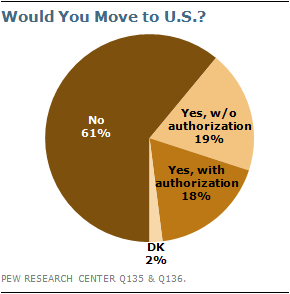 Would You Move to U.S.?
No
61%
Yes, w/o
authorization
19%
Yes, with
authorization
18%
DK
2%
PEW RESEARCH CENTER Q135 & Q136.